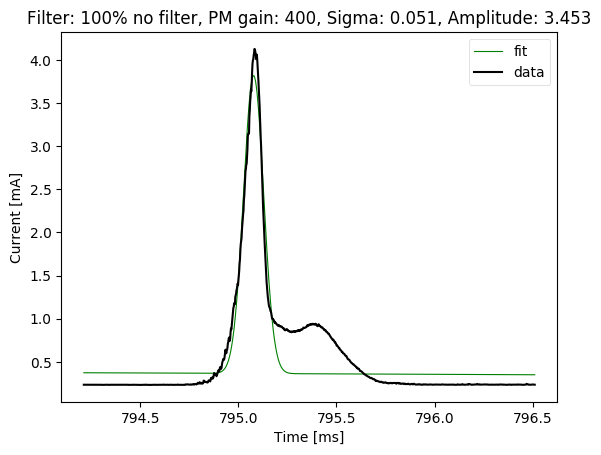 Filter: 100% no filter, PM gain: 400, Sigma: 0.051, Amplitude: 3.453
fit
data
4.0
3.5
3.0
2.5
2.0
1.5
1.0
0.5
Current [mA]
794.5 795.0 795.5 796.0 796.5
Time [ms]